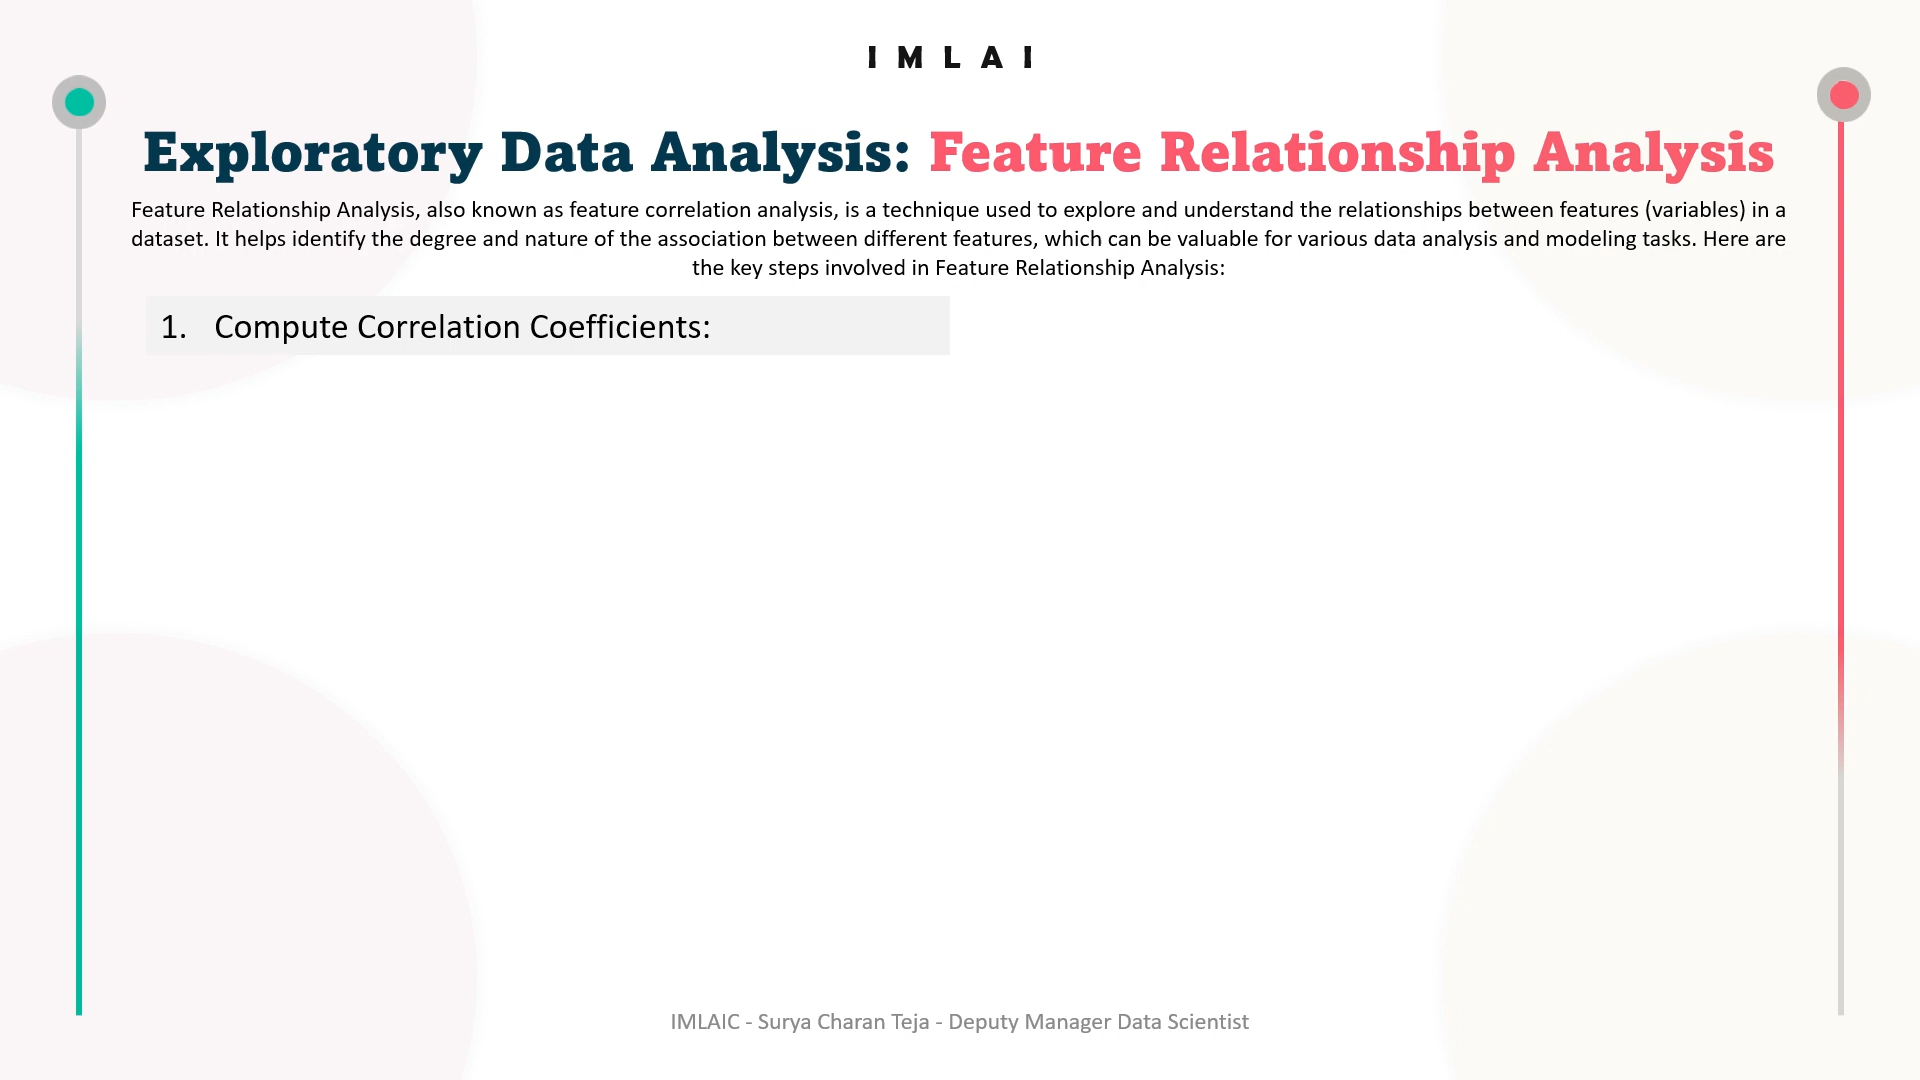 IMLAI
Exploratory Data Analysis: Feature Relationship Analysis
Feature Relationship Analysis, also known as feature correlation analysis, is a technique used to explore and understand the relationships between features (variables) in a
dataset. It helps identify the degree and nature of the association between different features, which can be valuable for various data analysis and modeling tasks. Here are
the key steps involved in Feature Relationship Analysis:
1. Compute Correlation Coefficients:
IMLAIC - Surya Charan Teja - Deputy Manager Data Scientist